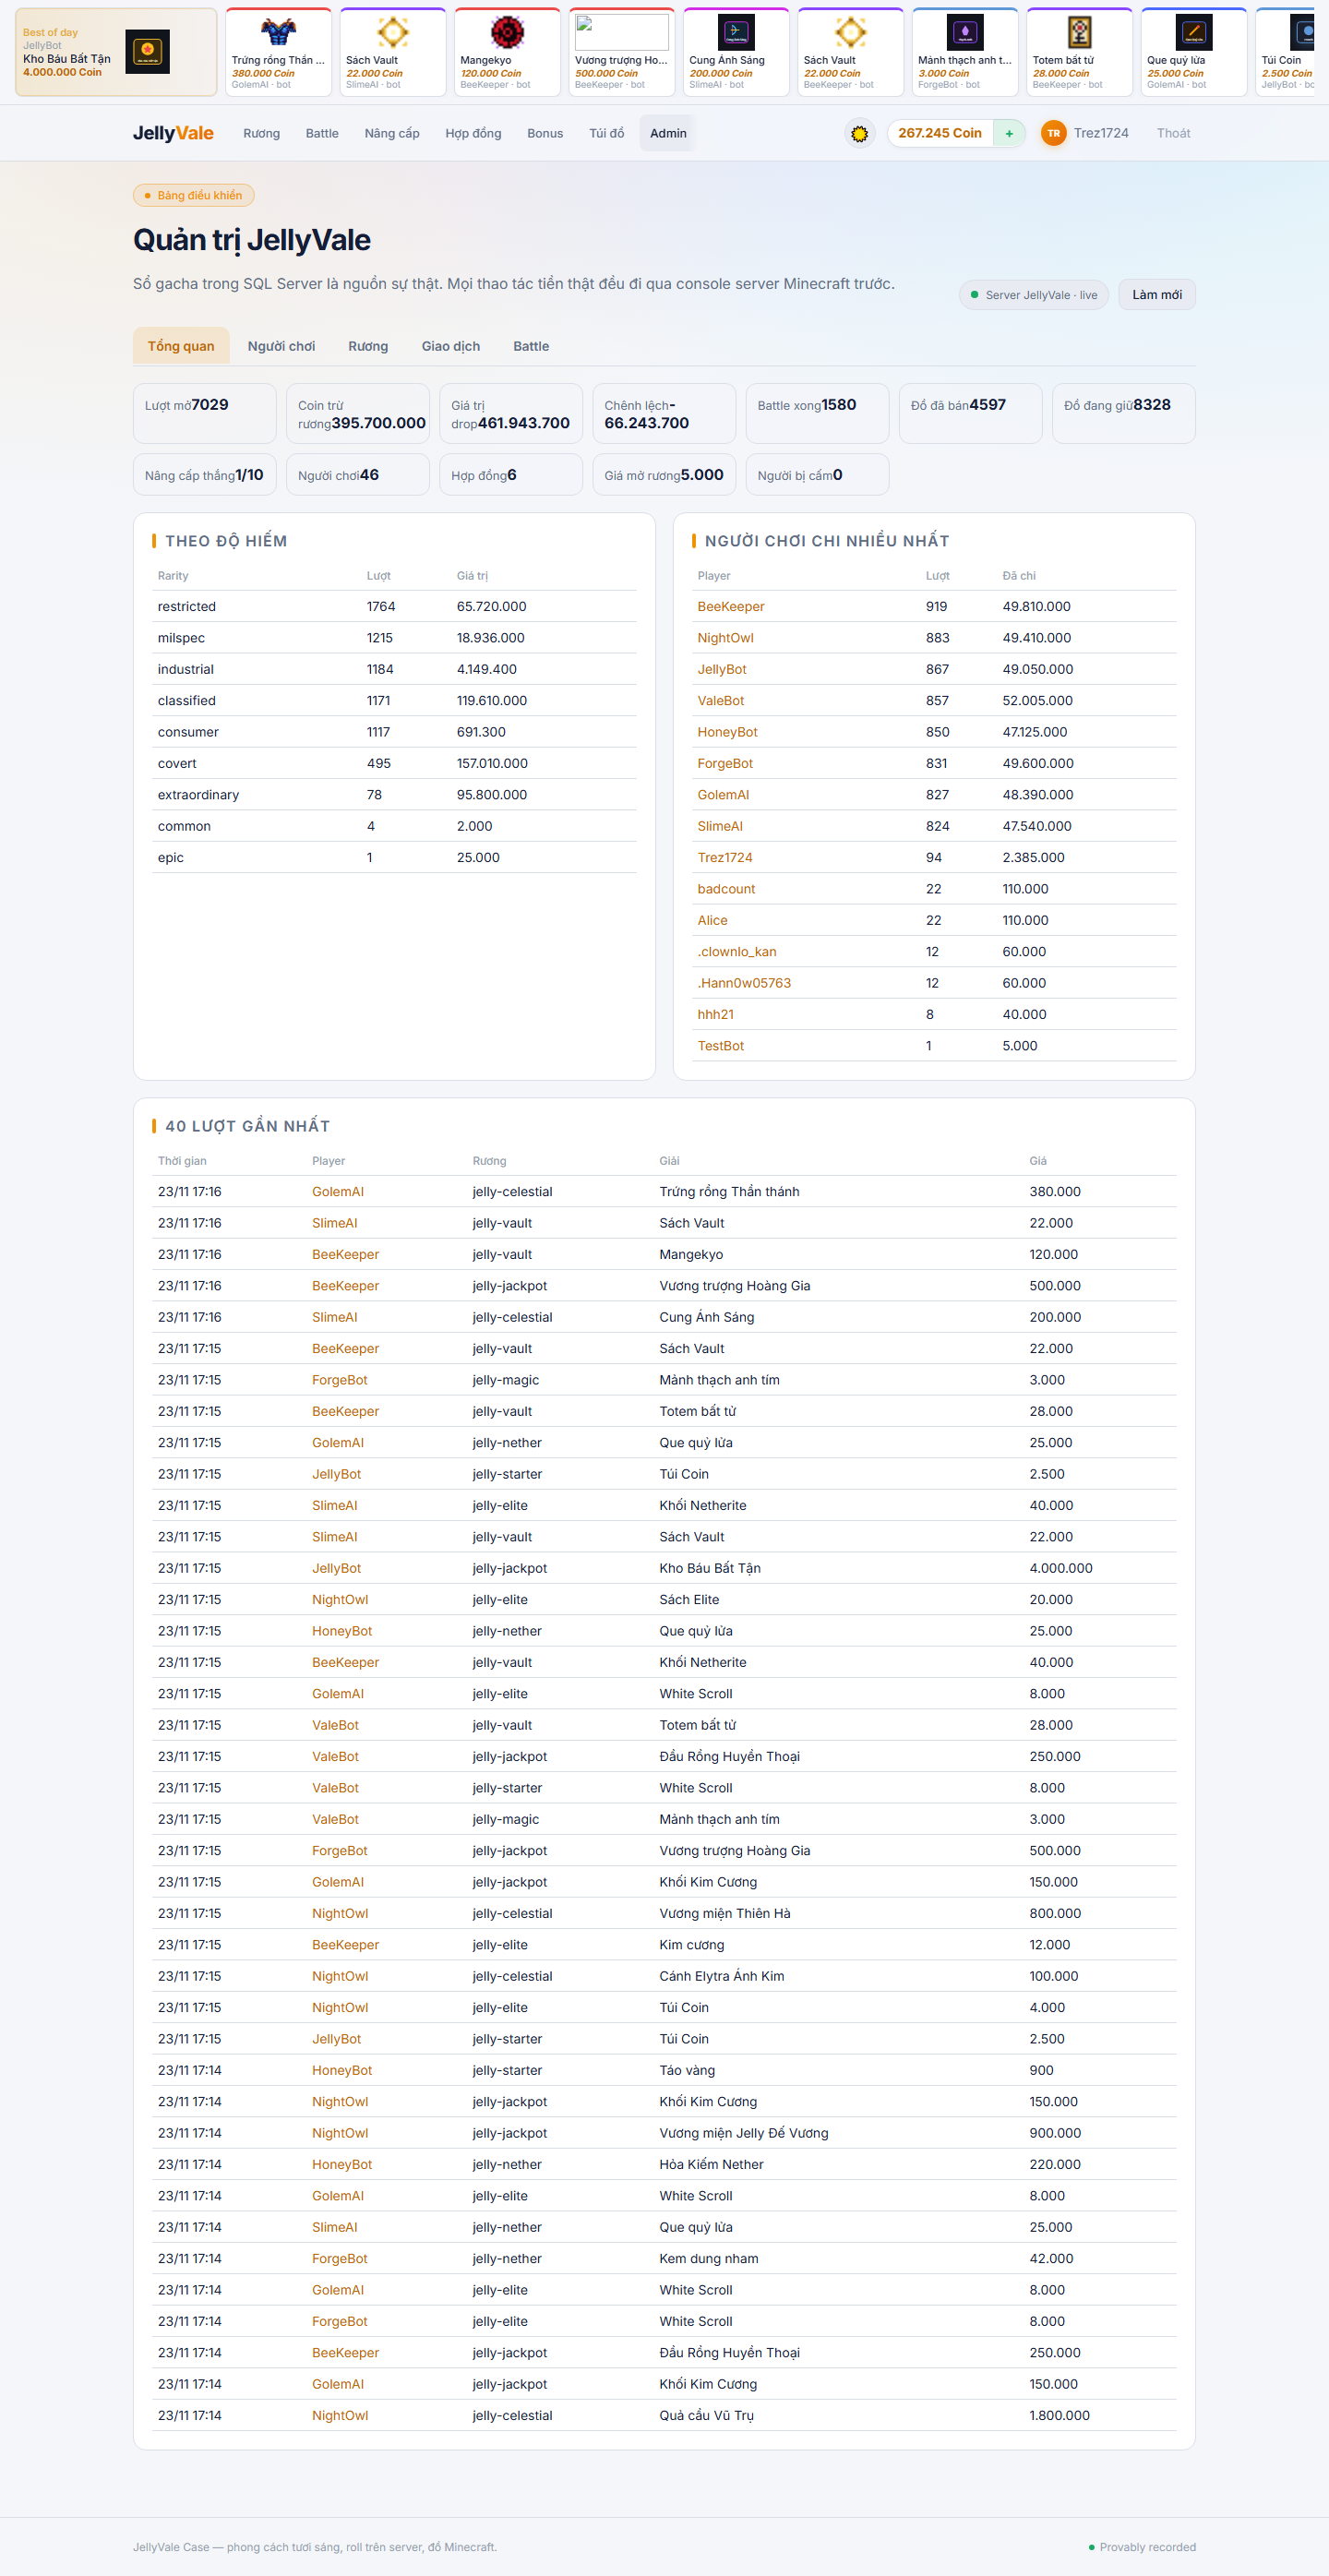 Best of day
JellyBot
Kho Báu Bất Tận
4.000.000 Coin
Trứng rồng Thần ...
380.000 Coin
GolemAI · bot
Sách Vault
22.000 Coin
SlimeAI · bot
Mangekyo
120.000 Coin
BeeKeeper · bot
Vương trượng Ho...
500.000 Coin
BeeKeeper · bot
Cung Ánh Sáng
200.000 Coin
SlimeAI · bot
Sách Vault
22.000 Coin
BeeKeeper · bot
Mảnh thạch anh t...
3.000 Coin
ForgeBot · bot
Totem bất tử
28.000 Coin
BeeKeeper · bot
Que quỷ lửa
25.000 Coin
GolemAI · bot
Túi Coin
2.500 Coin
JellyBot · bo
JellyVale Rương Battle Nâng cấp Hợp đồng Bonus Túi đồ Admin 267.245 Coin + TR Trez1724 Thoát
Bảng điều khiển
Quản trị JellyVale
Sổ gacha trong SQL Server là nguồn sự thật. Mọi thao tác tiền thật đều đi qua console server Minecraft trước.
Server JellyVale · live Làm mới
Tổng quan Người chơi Rương Giao dịch Battle
Lượt mở7029
Coin trừ
rương395.700.000
Giá trị
drop461.943.700
Chênh lệch-
66.243.700
Battle xong1580
Đồ đã bán4597
Đồ đang giữ8328
Nâng cấp thắng1/10
Người chơi46
Hợp đồng6
Giá mở rương5.000
Người bị cấm0
THEO ĐỘ HIẾM
Rarity Lượt Giá trị
restricted 1764 65.720.000
milspec 1215 18.936.000
industrial 1184 4.149.400
classified 1171 119.610.000
consumer 1117 691.300
covert 495 157.010.000
extraordinary 78 95.800.000
common 4 2.000
epic 1 25.000
NGƯỜI CHƠI CHI NHIỀU NHẤT
Player Lượt Đã chi
BeeKeeper 919 49.810.000
NightOwl 883 49.410.000
JellyBot 867 49.050.000
ValeBot 857 52.005.000
HoneyBot 850 47.125.000
ForgeBot 831 49.600.000
GolemAI 827 48.390.000
SlimeAI 824 47.540.000
Trez1724 94 2.385.000
badcount 22 110.000
Alice 22 110.000
.clownlo_kan 12 60.000
.Hann0w05763 12 60.000
hhh21 8 40.000
TestBot 1 5.000
40 LƯỢT GẦN NHẤT
Thời gian Player Rương Giải Giá
23/11 17:16 GolemAI jelly-celestial Trứng rồng Thần thánh 380.000
23/11 17:16 SlimeAI jelly-vault Sách Vault 22.000
23/11 17:16 BeeKeeper jelly-vault Mangekyo 120.000
23/11 17:16 BeeKeeper jelly-jackpot Vương trượng Hoàng Gia 500.000
23/11 17:16 SlimeAI jelly-celestial Cung Ánh Sáng 200.000
23/11 17:15 BeeKeeper jelly-vault Sách Vault 22.000
23/11 17:15 ForgeBot jelly-magic Mảnh thạch anh tím 3.000
23/11 17:15 BeeKeeper jelly-vault Totem bất tử 28.000
23/11 17:15 GolemAI jelly-nether Que quỷ lửa 25.000
23/11 17:15 JellyBot jelly-starter Túi Coin 2.500
23/11 17:15 SlimeAI jelly-elite Khối Netherite 40.000
23/11 17:15 SlimeAI jelly-vault Sách Vault 22.000
23/11 17:15 JellyBot jelly-jackpot Kho Báu Bất Tận 4.000.000
23/11 17:15 NightOwl jelly-elite Sách Elite 20.000
23/11 17:15 HoneyBot jelly-nether Que quỷ lửa 25.000
23/11 17:15 BeeKeeper jelly-vault Khối Netherite 40.000
23/11 17:15 GolemAI jelly-elite White Scroll 8.000
23/11 17:15 ValeBot jelly-vault Totem bất tử 28.000
23/11 17:15 ValeBot jelly-jackpot Đầu Rồng Huyền Thoại 250.000
23/11 17:15 ValeBot jelly-starter White Scroll 8.000
23/11 17:15 ValeBot jelly-magic Mảnh thạch anh tím 3.000
23/11 17:15 ForgeBot jelly-jackpot Vương trượng Hoàng Gia 500.000
23/11 17:15 GolemAI jelly-jackpot Khối Kim Cương 150.000
23/11 17:15 NightOwl jelly-celestial Vương miện Thiên Hà 800.000
23/11 17:15 BeeKeeper jelly-elite Kim cương 12.000
23/11 17:15 NightOwl jelly-celestial Cánh Elytra Ánh Kim 100.000
23/11 17:15 NightOwl jelly-elite Túi Coin 4.000
23/11 17:15 JellyBot jelly-starter Túi Coin 2.500
23/11 17:14 HoneyBot jelly-starter Táo vàng 900
23/11 17:14 NightOwl jelly-jackpot Khối Kim Cương 150.000
23/11 17:14 NightOwl jelly-jackpot Vương miện Jelly Đế Vương 900.000
23/11 17:14 HoneyBot jelly-nether Hỏa Kiếm Nether 220.000
23/11 17:14 GolemAI jelly-elite White Scroll 8.000
23/11 17:14 SlimeAI jelly-nether Que quỷ lửa 25.000
23/11 17:14 ForgeBot jelly-nether Kem dung nham 42.000
23/11 17:14 GolemAI jelly-elite White Scroll 8.000
23/11 17:14 ForgeBot jelly-elite White Scroll 8.000
23/11 17:14 BeeKeeper jelly-jackpot Đầu Rồng Huyền Thoại 250.000
23/11 17:14 GolemAI jelly-jackpot Khối Kim Cương 150.000
23/11 17:14 NightOwl jelly-celestial Quả cầu Vũ Trụ 1.800.000
JellyVale Case — phong cách tươi sáng, roll trên server, đồ Minecraft. Provably recorded